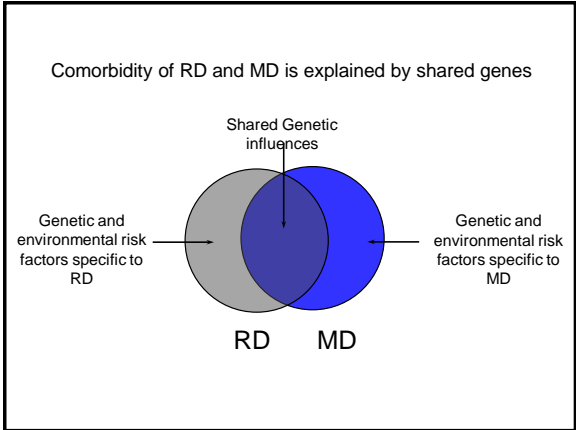 Comorbidity of RD and MD is explained by shared genes
Shared Genetic
influences
Genetic and
environmental risk
factors specific to
RD
Genetic and
environmental risk
factors specific to
MD
RD
MD